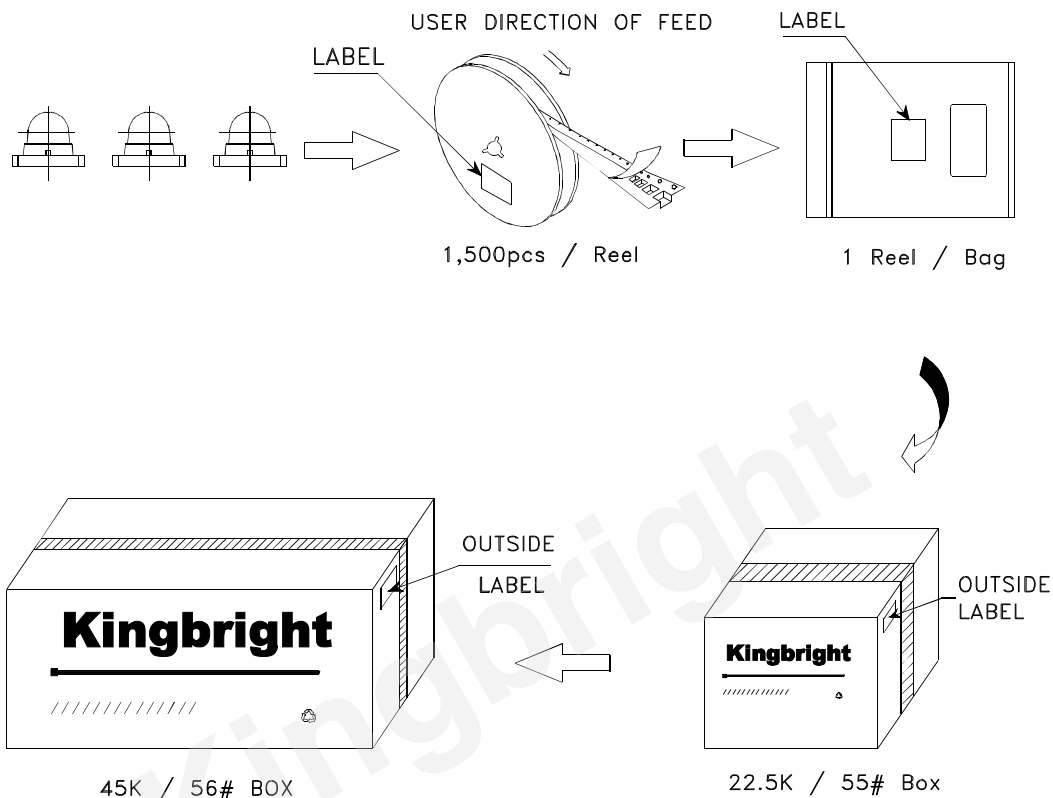 USER DIRECTION OF FEED
LABEL
LABEL
1,500pcs / Reel
1 Reel / Bag
OUTSIDE
LABEL
OUTSIDE
LABEL
Kingbright
Kingbright
Kingbright
45K / 56# BOX
22.5K / 55# Box